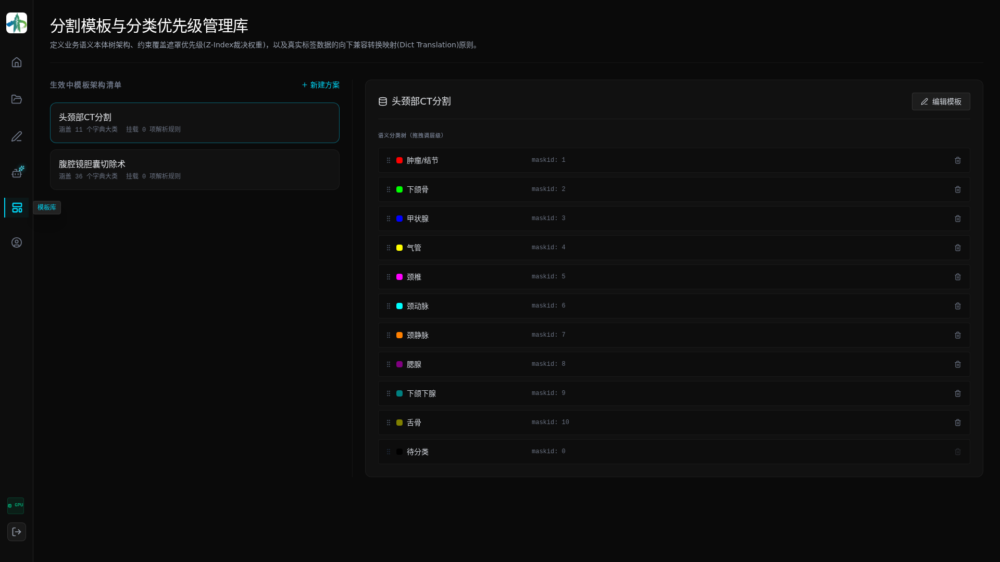 分割模板与分类优先级管理库
定义业务语义本体树架构、约束覆盖遮罩优先级(Z-Index裁决权重)，以及真实标签数据的向下兼容转换映射(Dict Translation)原则。
生效中模板架构清单
+ 新建方案
头颈部CT分割
涵盖 11 个字典大类 挂载 0 项解析规则
腹腔镜胆囊切除术
涵盖 36 个字典大类 挂载 0 项解析规则
模板库
GPU
头颈部CT分割
编辑模板
语义分类树（拖拽调层级）
肿瘤/结节 maskid: 1
下颌骨 maskid: 2
甲状腺 maskid: 3
气管 maskid: 4
颈椎 maskid: 5
颈动脉 maskid: 6
颈静脉 maskid: 7
腮腺 maskid: 8
下颌下腺 maskid: 9
舌骨 maskid: 10
待分类 maskid: 0